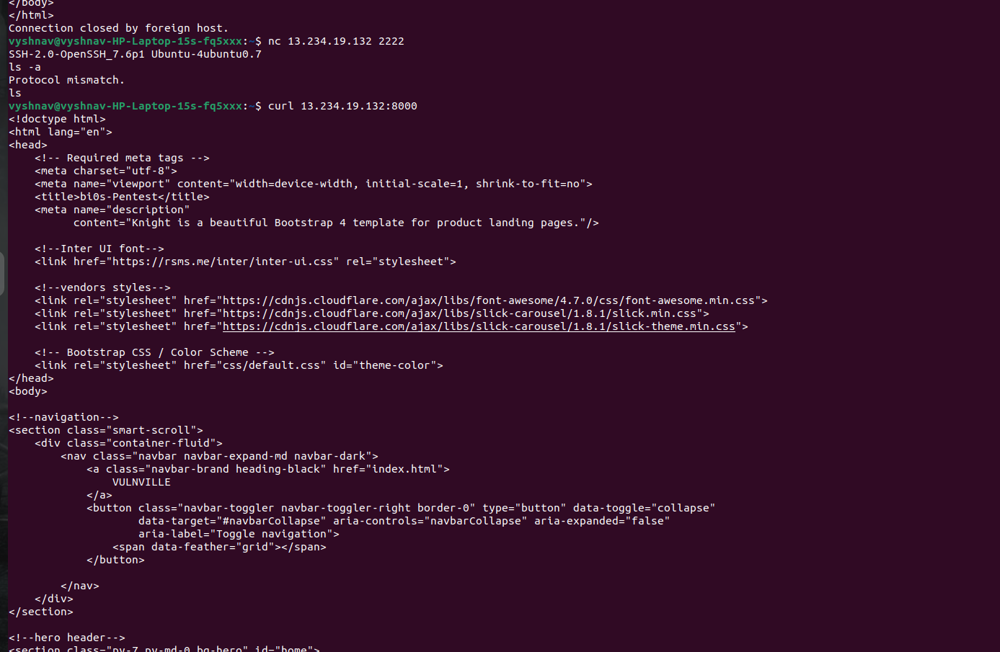 </body>
</html>
Connection closed by foreign host.
vyshnav@vyshnav-HP-Laptop-15s-fq5xxx:~$ nc 13.234.19.132 2222
SSH-2.0-OpenSSH_7.6p1 Ubuntu-4ubuntu0.7
ls -a
Protocol mismatch.
ls
vyshnav@vyshnav-HP-Laptop-15s-fq5xxx:~$ curl 13.234.19.132:8000
<!doctype html>
<html lang="en">
<head>
    <!-- Required meta tags -->
    <meta charset="utf-8">
    <meta name="viewport" content="width=device-width, initial-scale=1, shrink-to-fit=no">
    <title>bi0s-Pentest</title>
    <meta name="description"
          content="Knight is a beautiful Bootstrap 4 template for product landing pages."/>

    <!--Inter UI font-->
    <link href="https://rsms.me/inter/inter-ui.css" rel="stylesheet">

    <!--vendors styles-->
    <link rel="stylesheet" href="https://cdnjs.cloudflare.com/ajax/libs/font-awesome/4.7.0/css/font-awesome.min.css">
    <link rel="stylesheet" href="https://cdnjs.cloudflare.com/ajax/libs/slick-carousel/1.8.1/slick.min.css">
    <link rel="stylesheet" href="https://cdnjs.cloudflare.com/ajax/libs/slick-carousel/1.8.1/slick-theme.min.css">

    <!-- Bootstrap CSS / Color Scheme -->
    <link rel="stylesheet" href="css/default.css" id="theme-color">
</head>
<body>

<!--navigation-->
<section class="smart-scroll">
    <div class="container-fluid">
        <nav class="navbar navbar-expand-md navbar-dark">
            <a class="navbar-brand heading-black" href="index.html">
                VULNVILLE
            </a>
            <button class="navbar-toggler navbar-toggler-right border-0" type="button" data-toggle="collapse"
                    data-target="#navbarCollapse" aria-controls="navbarCollapse" aria-expanded="false"
                    aria-label="Toggle navigation">
                <span data-feather="grid"></span>
            </button>

        </nav>
    </div>
</section>

<!--hero header-->
<section class="py-7 py-md-0 bg-hero" id="home">